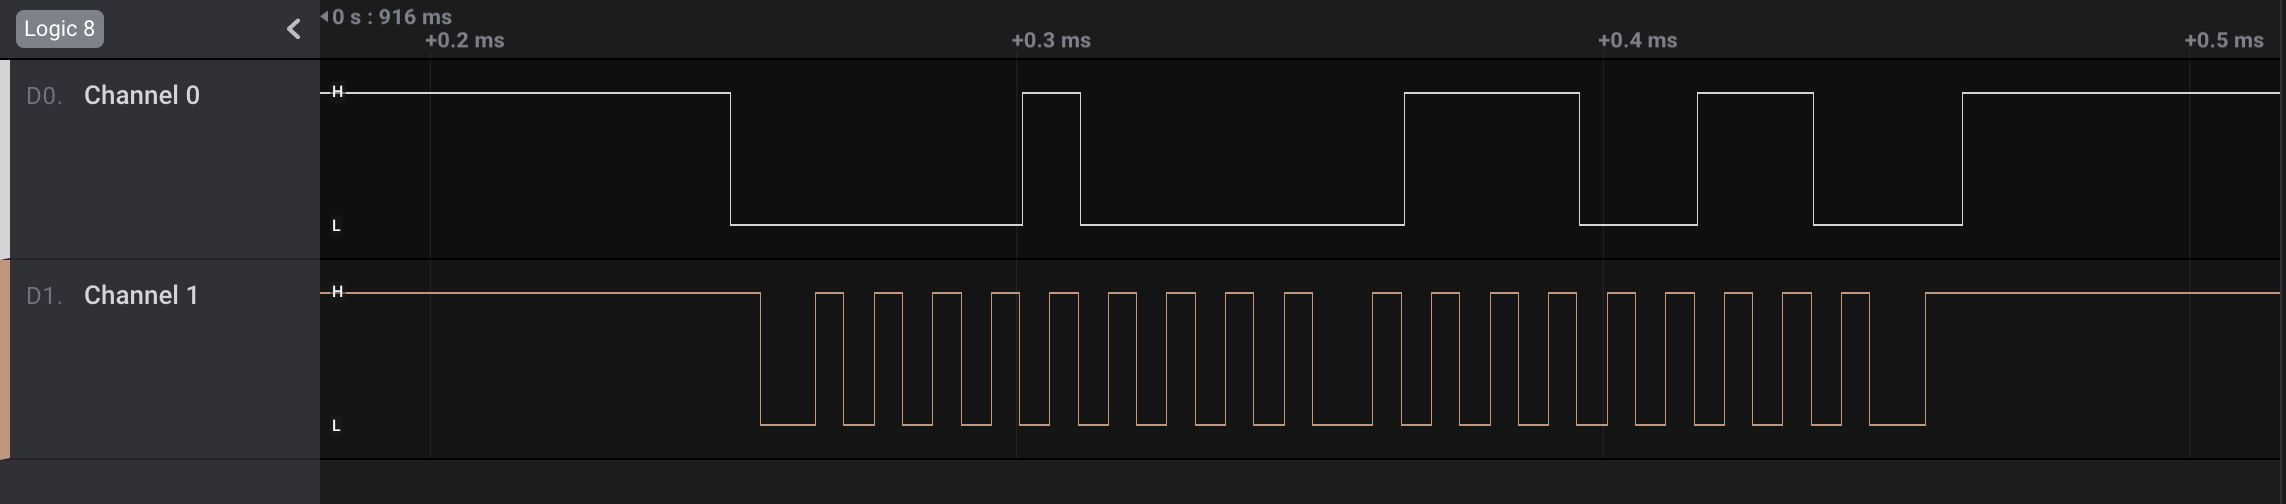 Logic 8
0 s : 916 ms
+0.2 ms +0.3 ms +0.4 ms +0.5 ms
D0. Channel 0
H
L
D1. Channel 1
H
L